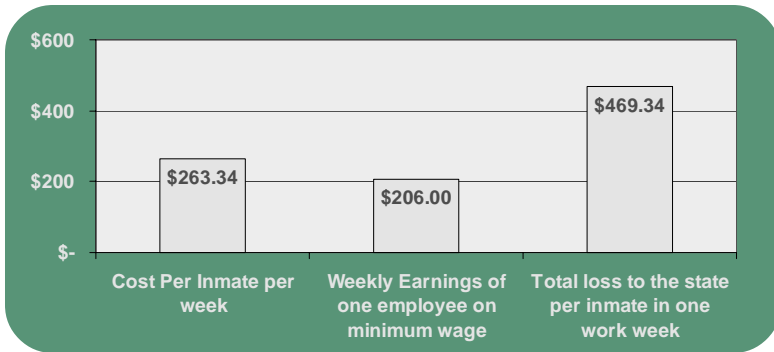 $600
$400
$200
$-
$263.34
$206.00
$469.34
Cost Per Inmate per
week
Weekly Earnings of
one employee on
minimum wage
Total loss to the state
per inmate in one
work week